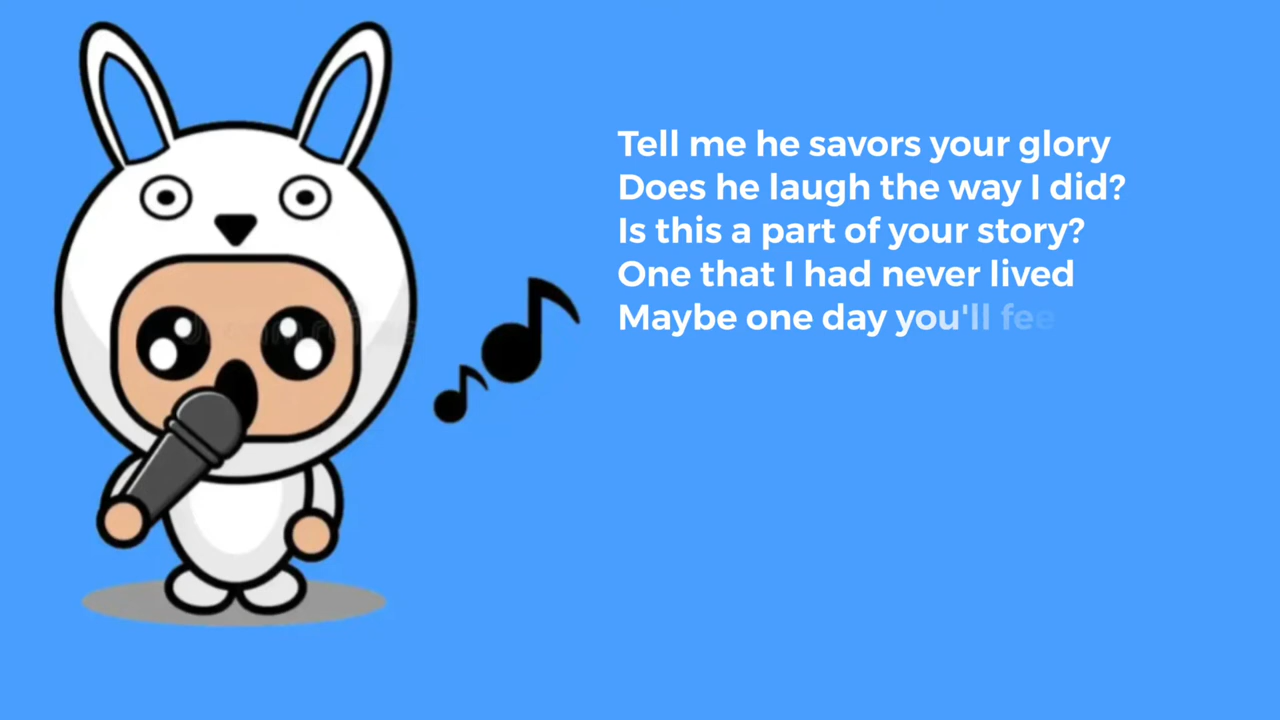 Tell me he savors your glory
Does he laugh the way I did?
Is this a part of your story?
One that I had never lived
Maybe one day you'll fee